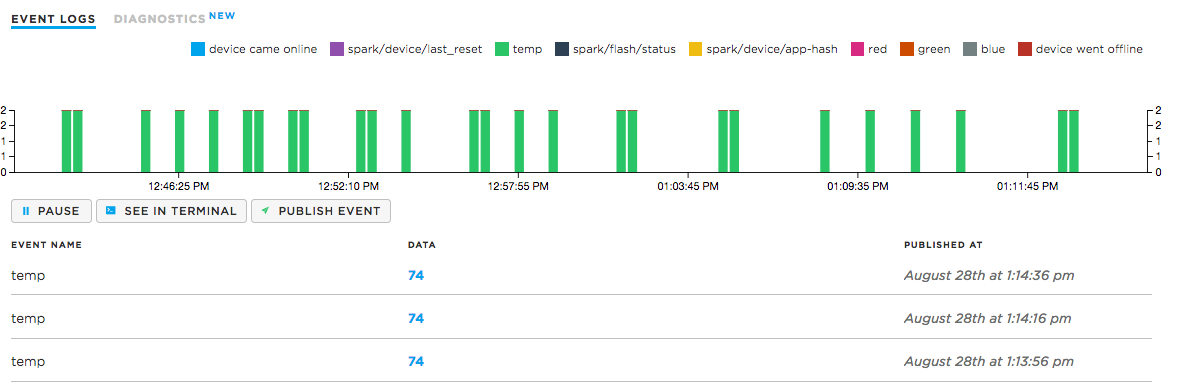 EVENT LOGS DIAGNOSTICS NEW
device came online spark/device/last_reset temp spark/flash/status spark/device/app-hash red green blue device went offline
2 2
2 2
1 1
1 1
0 0
12:46:25 PM 12:52:10 PM 12:57:55 PM 01:03:45 PM 01:09:35 PM 01:11:45 PM
PAUSE SEE IN TERMINAL PUBLISH EVENT
EVENT NAME DATA PUBLISHED AT
temp 74 August 28th at 1:14:36 pm
temp 74 August 28th at 1:14:16 pm
temp 74 August 28th at 1:13:56 pm